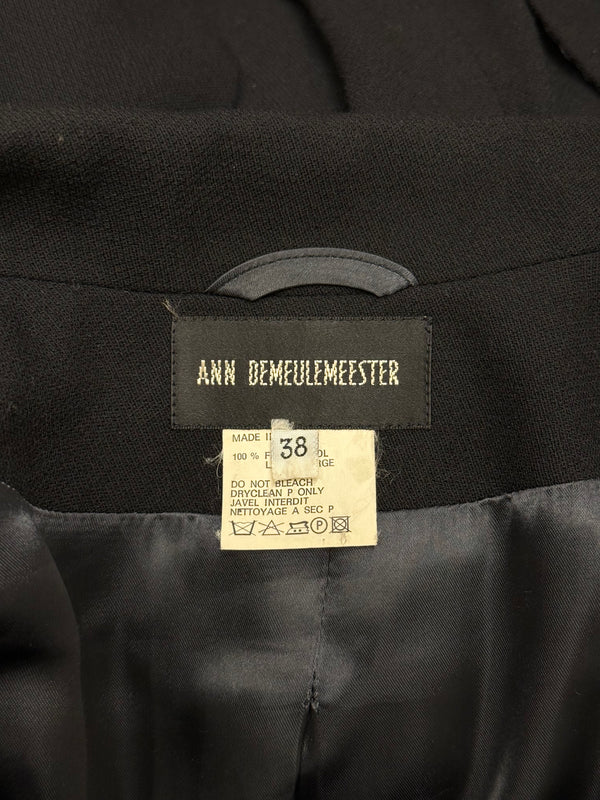 ANN DEMEULEMEESTER
MADE
38
100 %
DO NOT BLEACH
DRYCLEAN P ONLY
JAVEL INTERDIT
NETTOYAGE A SEC P
P